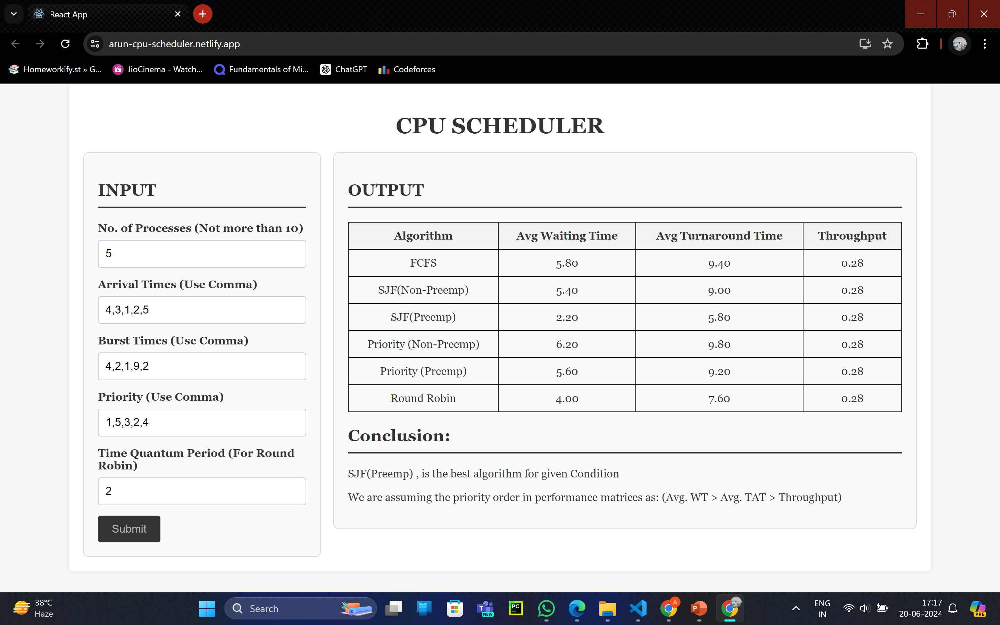 React App
arun-cpu-scheduler.netlify.app
Homeworkify.st » G...
JioCinema - Watch...
Fundamentals of Mi...
ChatGPT
Codeforces
CPU SCHEDULER
INPUT
No. of Processes (Not more than 10)
5
Arrival Times (Use Comma)
4,3,1,2,5
Burst Times (Use Comma)
4,2,1,9,2
Priority (Use Comma)
1,5,3,2,4
Time Quantum Period (For Round
Robin)
2
Submit
OUTPUT
Algorithm Avg Waiting Time Avg Turnaround Time Throughput
FCFS 5.80 9.40 0.28
SJF(Non-Preemp) 5.40 9.00 0.28
SJF(Preemp) 2.20 5.80 0.28
Priority (Non-Preemp) 6.20 9.80 0.28
Priority (Preemp) 5.60 9.20 0.28
Round Robin 4.00 7.60 0.28
Conclusion:
SJF(Preemp) , is the best algorithm for given Condition
We are assuming the priority order in performance matrices as: (Avg. WT > Avg. TAT > Throughput)
38°C
Haze
Search
T
NEW
PC
A
P
ENG
IN
17:17
20-06-2024
PRE